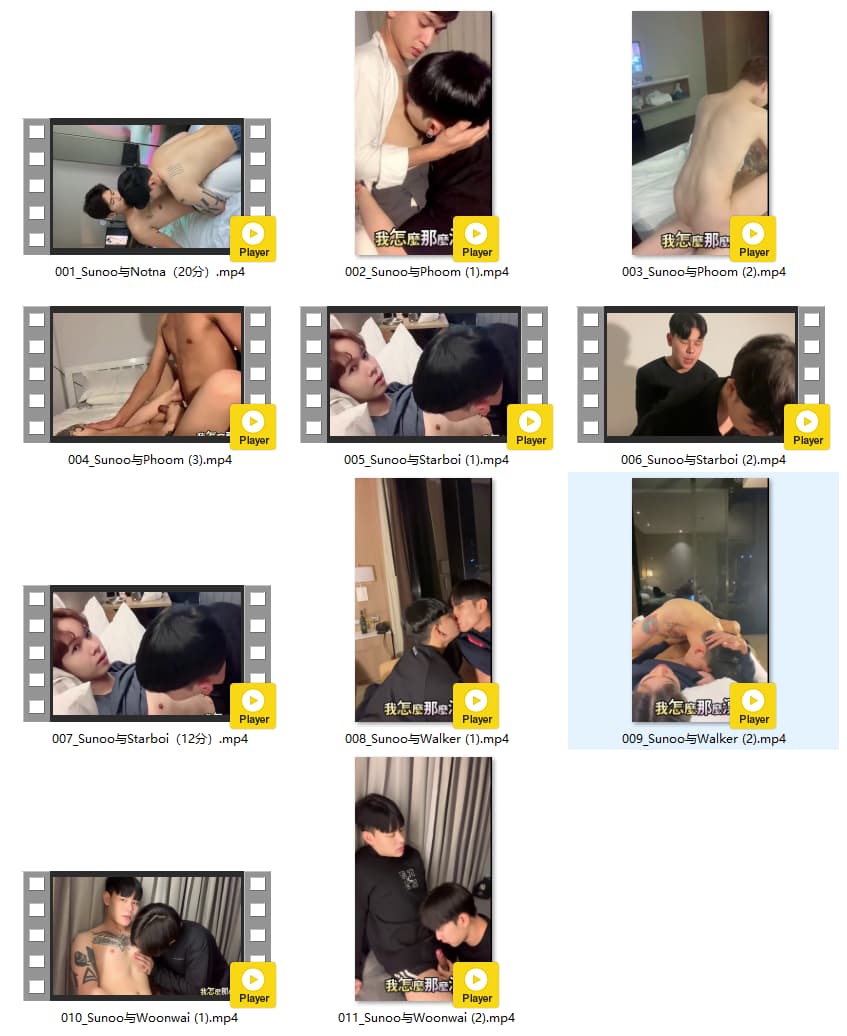 Player
001_Sunoo与Notna（20分）.mp4
我怎麼那麼
Player
002_Sunoo与Phoom (1).mp4
我怎麼那
Player
003_Sunoo与Phoom (2).mp4
Player
004_Sunoo与Phoom (3).mp4
Player
005_Sunoo与Starboi (1).mp4
Player
006_Sunoo与Starboi (2).mp4
Player
007_Sunoo与Starboi（12分）.mp4
我怎麼那麼
Player
008_Sunoo与Walker (1).mp4
我怎麼那麼
Player
009_Sunoo与Walker (2).mp4
我怎麼那
Player
010_Sunoo与Woonwai (1).mp4
我怎麼那麼
Player
011_Sunoo与Woonwai (2).mp4